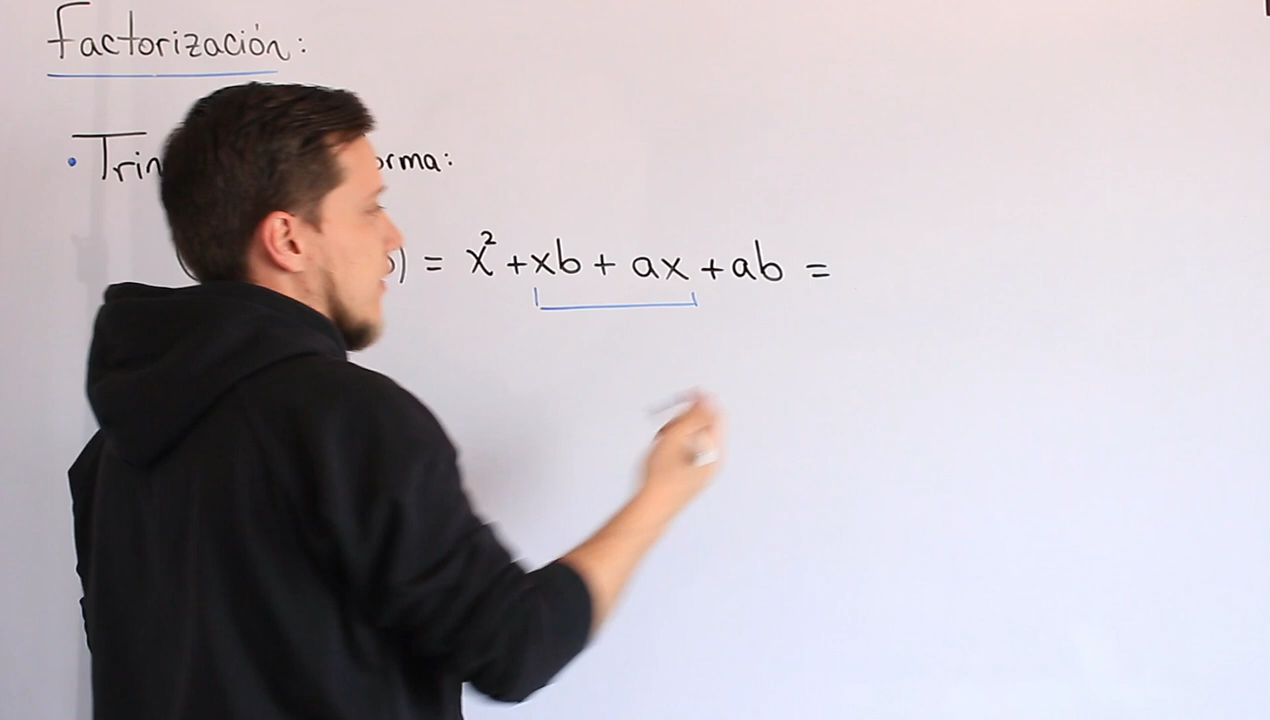 Factorización:
• Trin orma:
) = x² + xb + ax + ab =